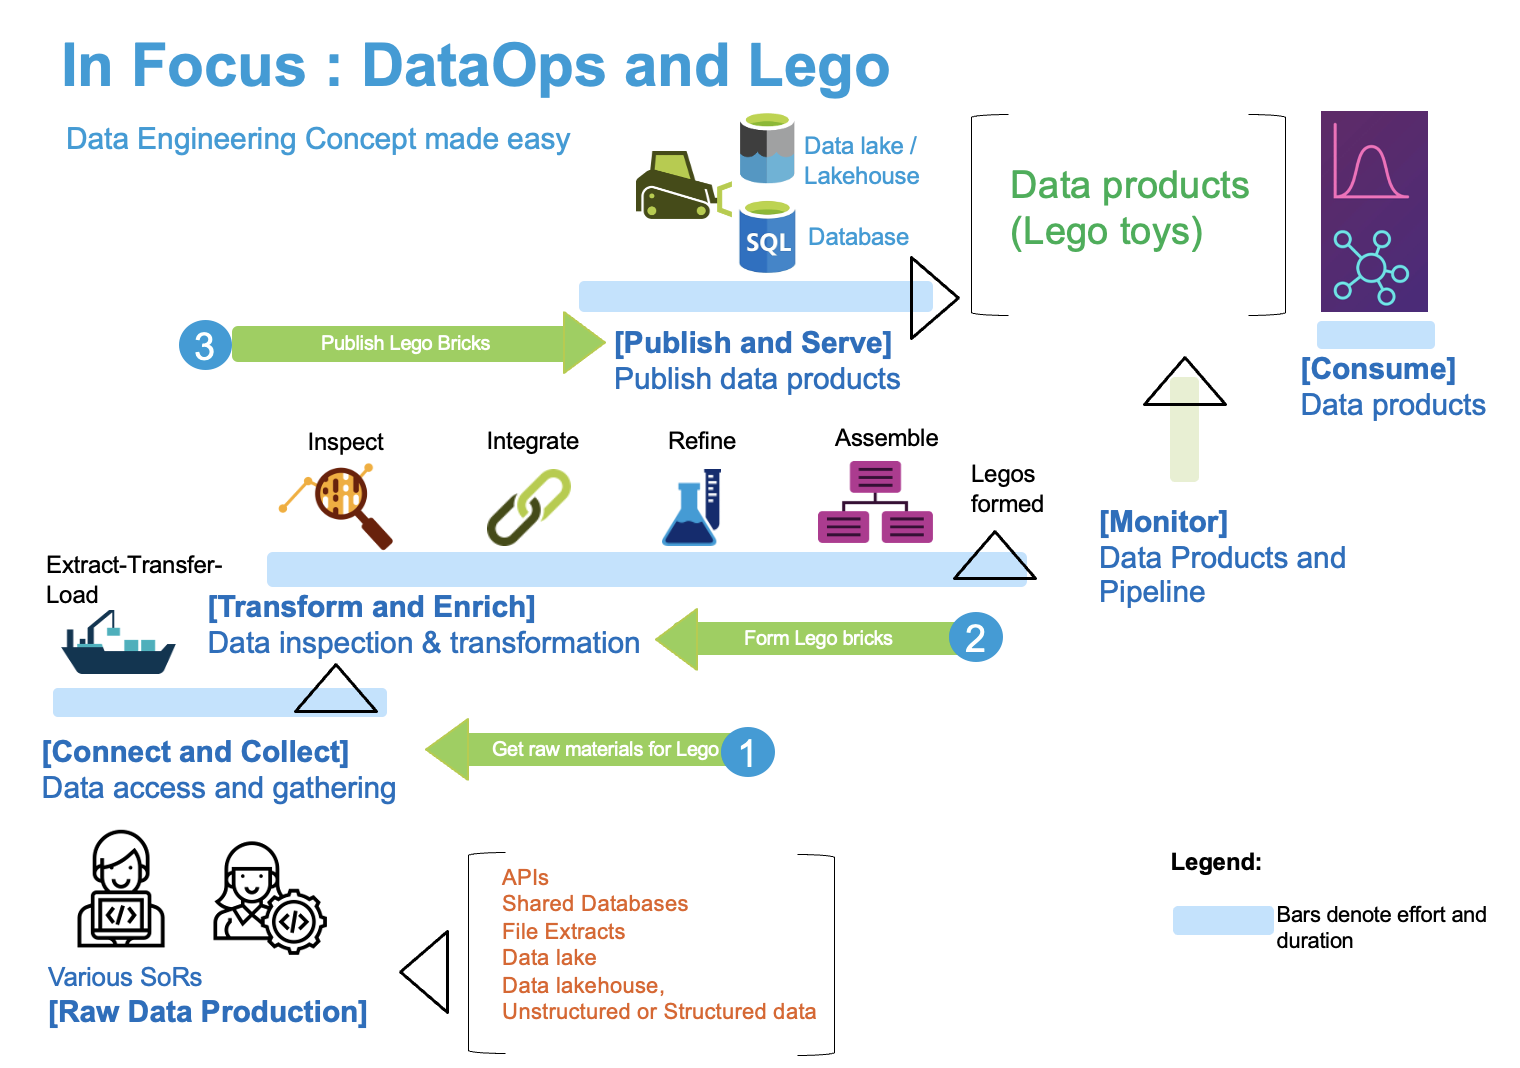 In Focus : DataOps and Lego
Data Engineering Concept made easy
Data lake /
Lakehouse
SQL
Database
Data products
(Lego toys)
3
Publish Lego Bricks
[Publish and Serve]
Publish data products
[Consume]
Data products
Inspect
Integrate
Refine
Assemble
Legos
formed
[Monitor]
Data Products and
Pipeline
Extract-Transfer-
Load
[Transform and Enrich]
Data inspection & transformation
Form Lego bricks
2
[Connect and Collect]
Data access and gathering
Get raw materials for Lego
1
</>
</>
Various SoRs
[Raw Data Production]
APIs
Shared Databases
File Extracts
Data lake
Data lakehouse,
Unstructured or Structured data
Legend:
Bars denote effort and
duration